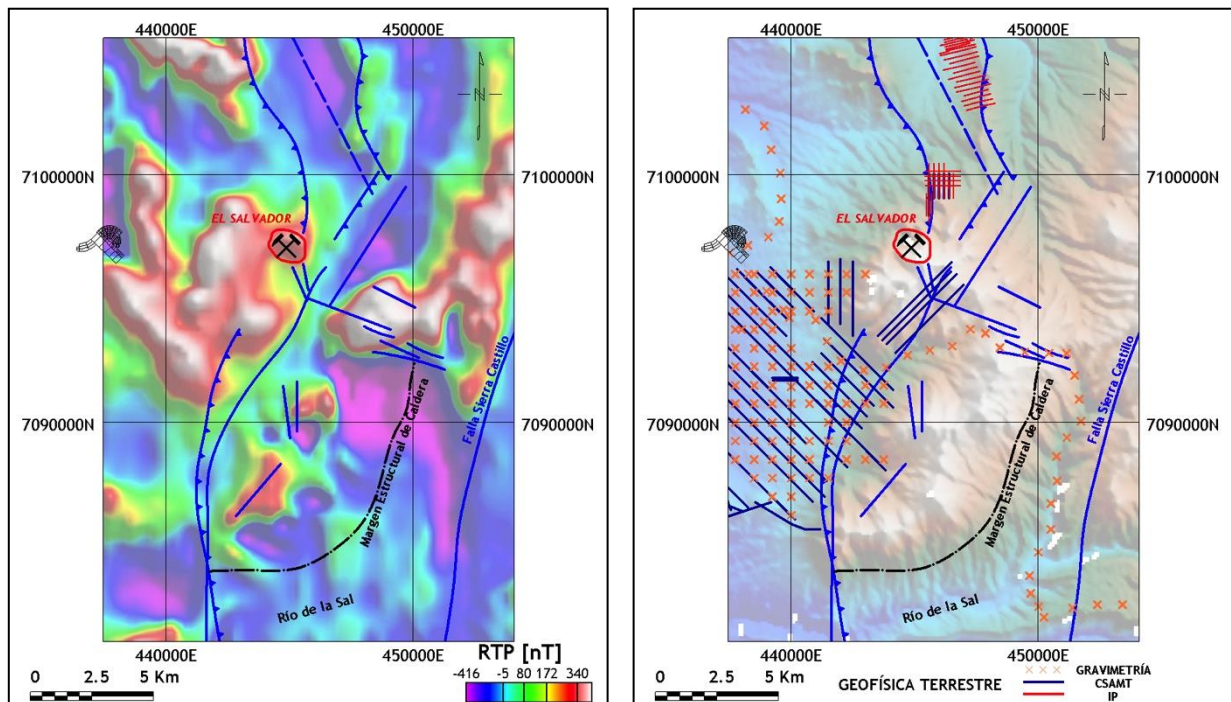 440000E 450000E
7100000N
EL SALVADOR
7090000N
Falla Sierra Castillo
Margen Estructural de Caldera
Río de la Sal
N
440000E 450000E
0 2.5 5 Km
RTP [nT]
-416 -5 80 172 340
440000E 450000E
7100000N 7100000N
EL SALVADOR
7090000N 7090000N
Falla Sierra Castillo
Margen Estructural de Caldera
Río de la Sal
N
440000E 450000E
0 2.5 5 Km
GEOFÍSICA TERRESTRE
GRAVIMETRÍA
CSAMT
IP